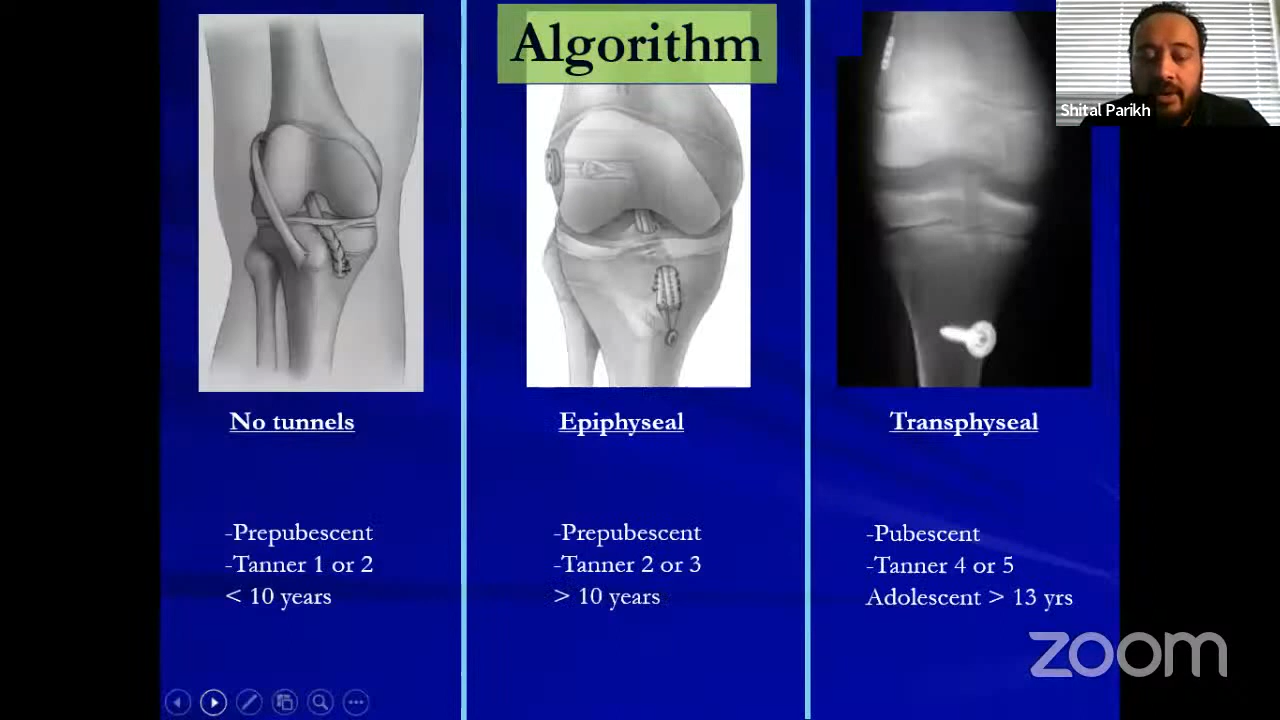 Algorithm
Shital Parikh
No tunnels
-Prepubescent
-Tanner 1 or 2
< 10 years
Epiphyseal
-Prepubescent
-Tanner 2 or 3
> 10 years
Transphyseal
-Pubescent
-Tanner 4 or 5
Adolescent > 13 yrs
zoom